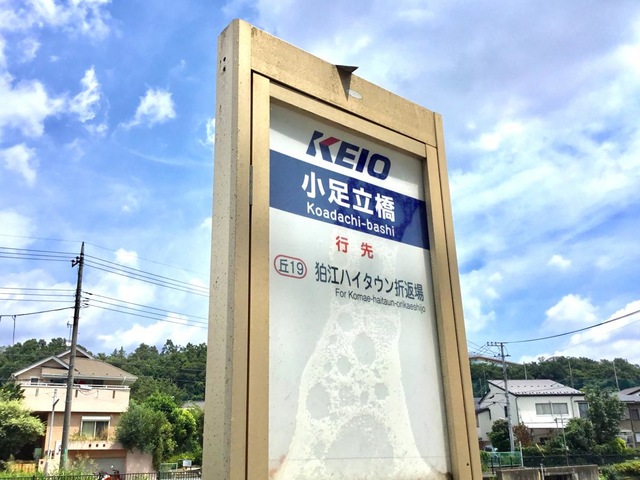 KEIO
小足立橋
Koadachi-bashi
行先
丘19 狛江ハイタウン折返場
For Komae-haitaun-orikaeshijo